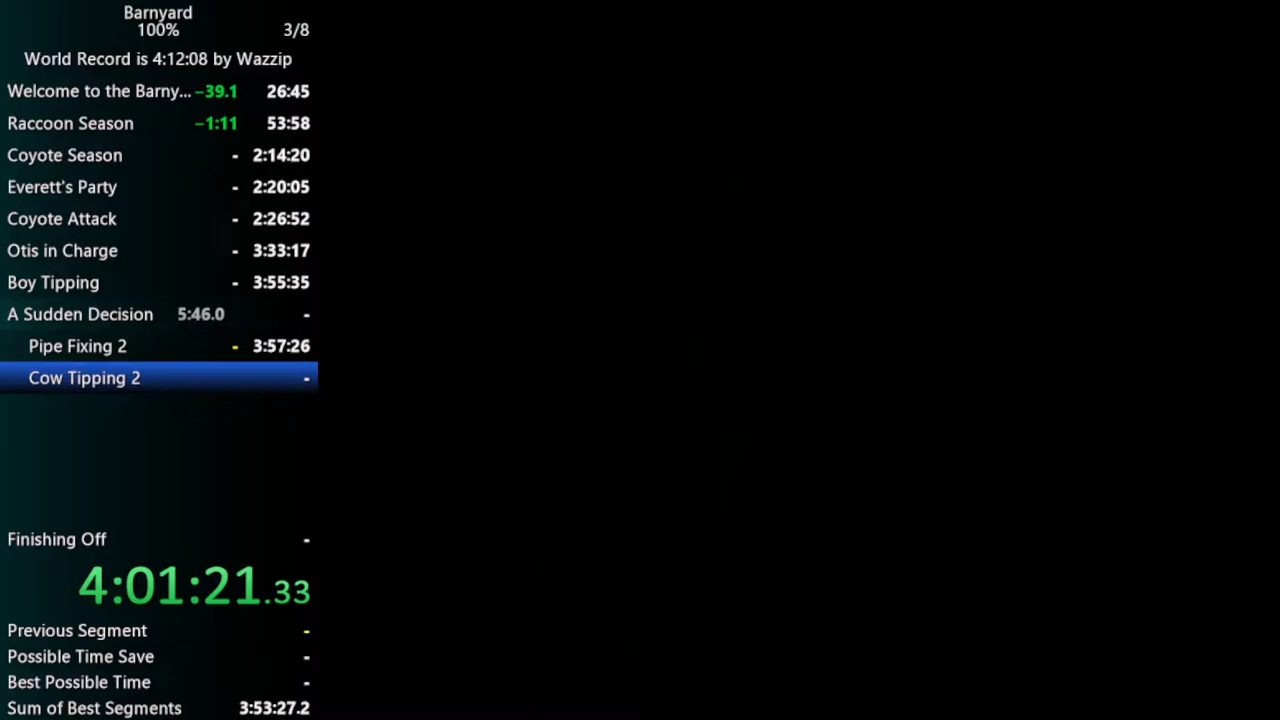 Barnyard
100% 3/8
World Record is 4:12:08 by Wazzip
Welcome to the Barny... −39.1 26:45
Raccoon Season −1:11 53:58
Coyote Season - 2:14:20
Everett's Party - 2:20:05
Coyote Attack - 2:26:52
Otis in Charge - 3:33:17
Boy Tipping - 3:55:35
A Sudden Decision 5:46.0 -
Pipe Fixing 2 - 3:57:26
Cow Tipping 2 -
Finishing Off -
4:01:21.33
Previous Segment -
Possible Time Save -
Best Possible Time -
Sum of Best Segments 3:53:27.2